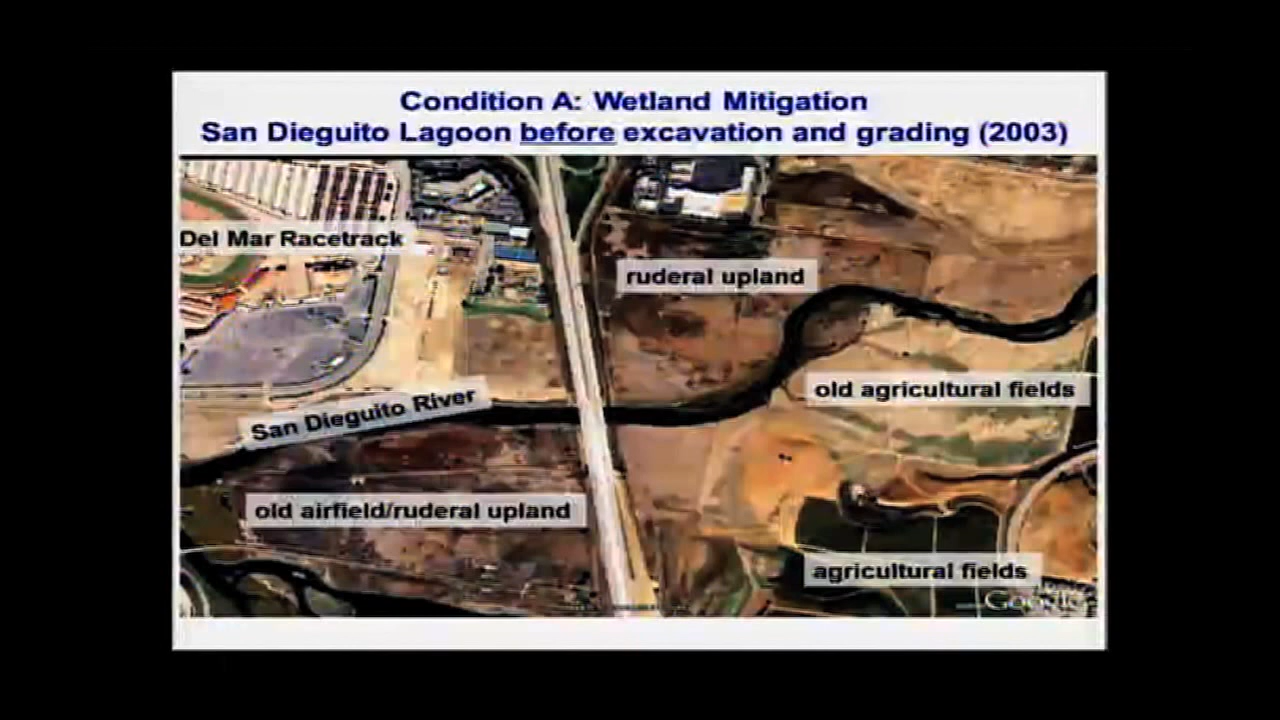 Condition A: Wetland Mitigation
San Dieguito Lagoon before excavation and grading (2003)
Del Mar Racetrack
ruderal upland
old agricultural fields
San Dieguito River
old airfield/ruderal upland
agricultural fields
Google